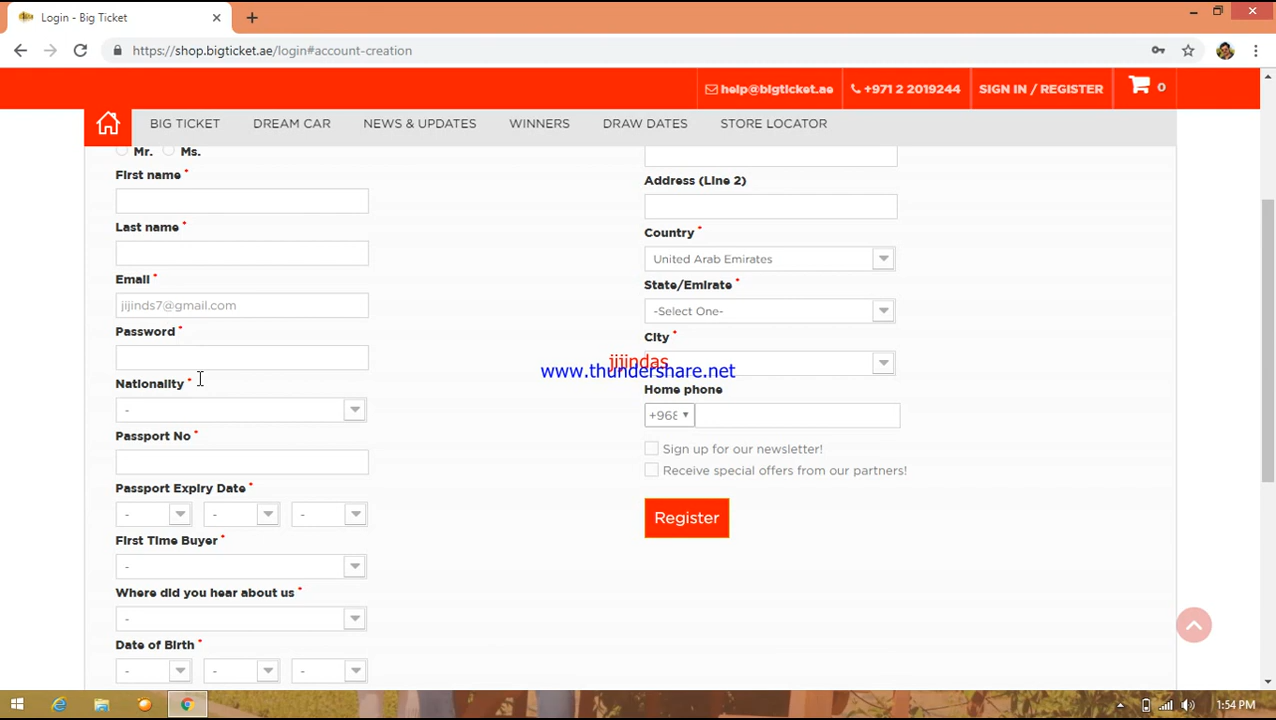 Login - Big Ticket
https://shop.bigticket.ae/login#account-creation
help@bigticket.ae +971 2 2019244 SIGN IN / REGISTER 0
BIG TICKET DREAM CAR NEWS & UPDATES WINNERS DRAW DATES STORE LOCATOR
Mr. Ms.
First name *
Last name *
Email *
jijinds7@gmail.com
Password *
Nationality *
-
Passport No *
Passport Expiry Date *
- - -
First Time Buyer *
-
Where did you hear about us *
-
Date of Birth *
- - -
Address (Line 2)
Country *
United Arab Emirates
State/Emirate *
-Select One-
City *
jijindas
www.thundershare.net
Home phone
+968
Sign up for our newsletter!
Receive special offers from our partners!
Register
1:54 PM